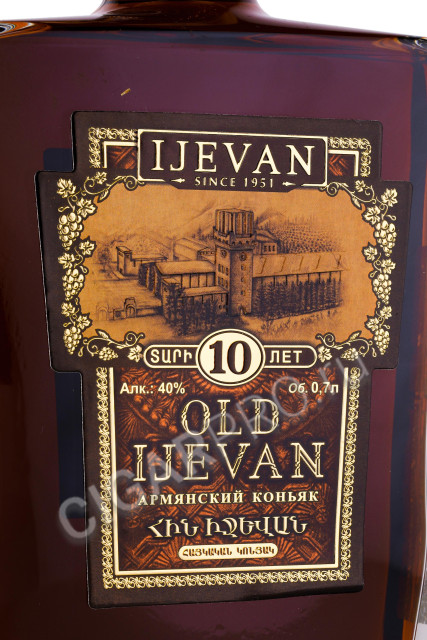 IJEVAN
SINCE 1951
ՏԱՐԻ 10 ЛЕТ
Алк.: 40% Об. 0,7л
OLD
IJEVAN
АРМЯНСКИЙ КОНЬЯК
ՀԻՆ ԻՋԵՎԱՆ
ՀԱՅԿԱԿԱՆ ԿՈՆՅԱԿ